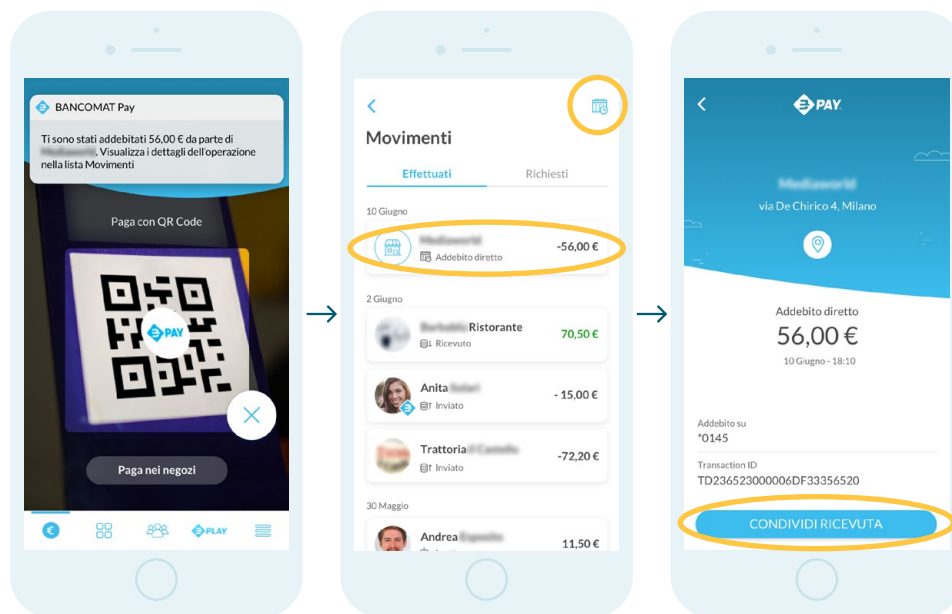 BANCOMAT Pay
Ti sono stati addebitati 56,00 € da parte di
. Visualizza i dettagli dell'operazione
nella lista Movimenti
Paga con QR Code
PAY
Paga nei negozi
€
PLAY
Movimenti
Effettuati
Richiesti
10 Giugno
-56,00 €
Addebito diretto
2 Giugno
Ristorante
70,50 €
Ricevuto
Anita
- 15,00 €
Inviato
Trattoria
-72,20 €
Inviato
30 Maggio
Andrea
11,50 €
PAY
via De Chirico 4, Milano
Addebito diretto
56,00 €
10 Giugno - 18:10
Addebito su
*0145
Transaction ID
TD236523000006DF33356520
CONDIVIDI RICEVUTA